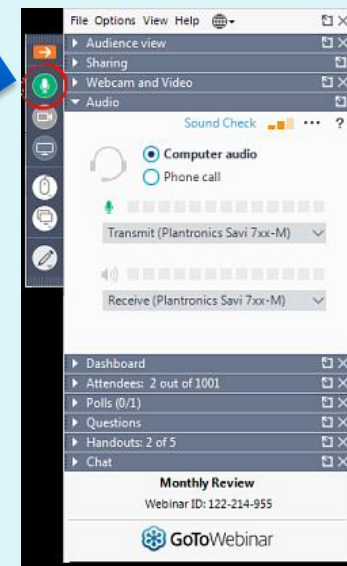 File Options View Help
Audience view
Sharing
Webcam and Video
Audio
Sound Check ... ?
Computer audio
Phone call
Transmit (Plantronics Savi 7xx-M)
Receive (Plantronics Savi 7xx-M)
Dashboard
Attendees: 2 out of 1001
Polls (0/1)
Questions
Handouts: 2 of 5
Chat
Monthly Review
Webinar ID: 122-214-955
GoToWebinar